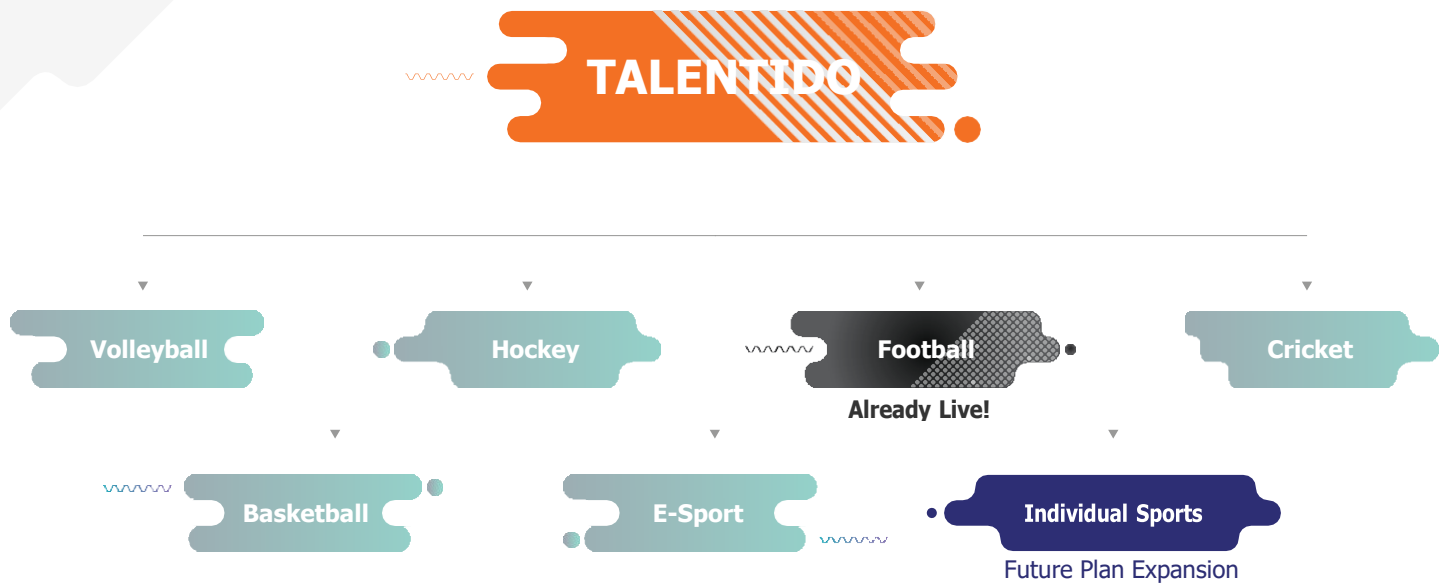 TALENTIDO
Volleyball
Hockey
Football
Cricket
Already Live!
Basketball
E-Sport
Individual Sports
Future Plan Expansion